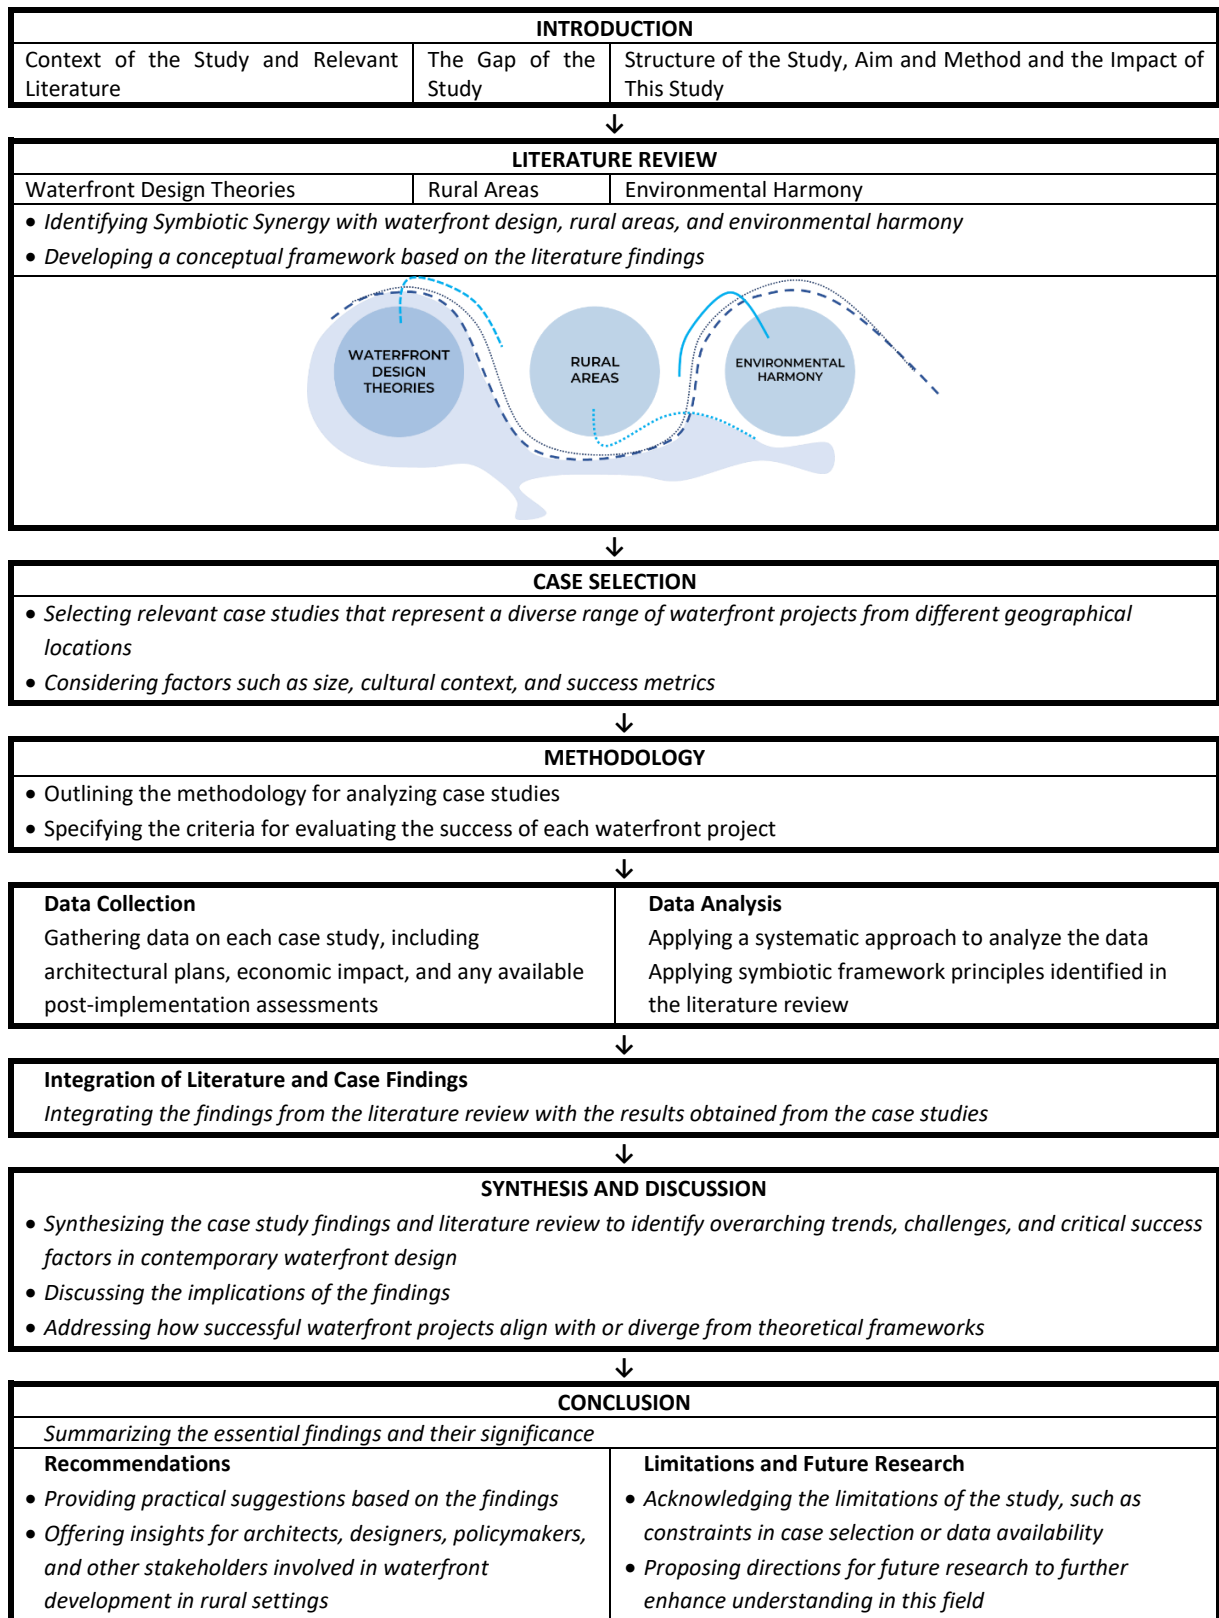 INTRODUCTION
Context of the Study and Relevant
Literature
The Gap of the
Study
Structure of the Study, Aim and Method and the Impact of
This Study
↓
LITERATURE REVIEW
Waterfront Design Theories
Rural Areas
Environmental Harmony
• Identifying Symbiotic Synergy with waterfront design, rural areas, and environmental harmony
• Developing a conceptual framework based on the literature findings
WATERFRONT
DESIGN
THEORIES
RURAL
AREAS
ENVIRONMENTAL
HARMONY
↓
CASE SELECTION
• Selecting relevant case studies that represent a diverse range of waterfront projects from different geographical
locations
• Considering factors such as size, cultural context, and success metrics
↓
METHODOLOGY
• Outlining the methodology for analyzing case studies
• Specifying the criteria for evaluating the success of each waterfront project
↓
Data Collection
Gathering data on each case study, including
architectural plans, economic impact, and any available
post-implementation assessments
Data Analysis
Applying a systematic approach to analyze the data
Applying symbiotic framework principles identified in
the literature review
↓
Integration of Literature and Case Findings
Integrating the findings from the literature review with the results obtained from the case studies
↓
SYNTHESIS AND DISCUSSION
• Synthesizing the case study findings and literature review to identify overarching trends, challenges, and critical success
factors in contemporary waterfront design
• Discussing the implications of the findings
• Addressing how successful waterfront projects align with or diverge from theoretical frameworks
↓
CONCLUSION
Summarizing the essential findings and their significance
Recommendations
• Providing practical suggestions based on the findings
• Offering insights for architects, designers, policymakers,
and other stakeholders involved in waterfront
development in rural settings
Limitations and Future Research
• Acknowledging the limitations of the study, such as
constraints in case selection or data availability
• Proposing directions for future research to further
enhance understanding in this field